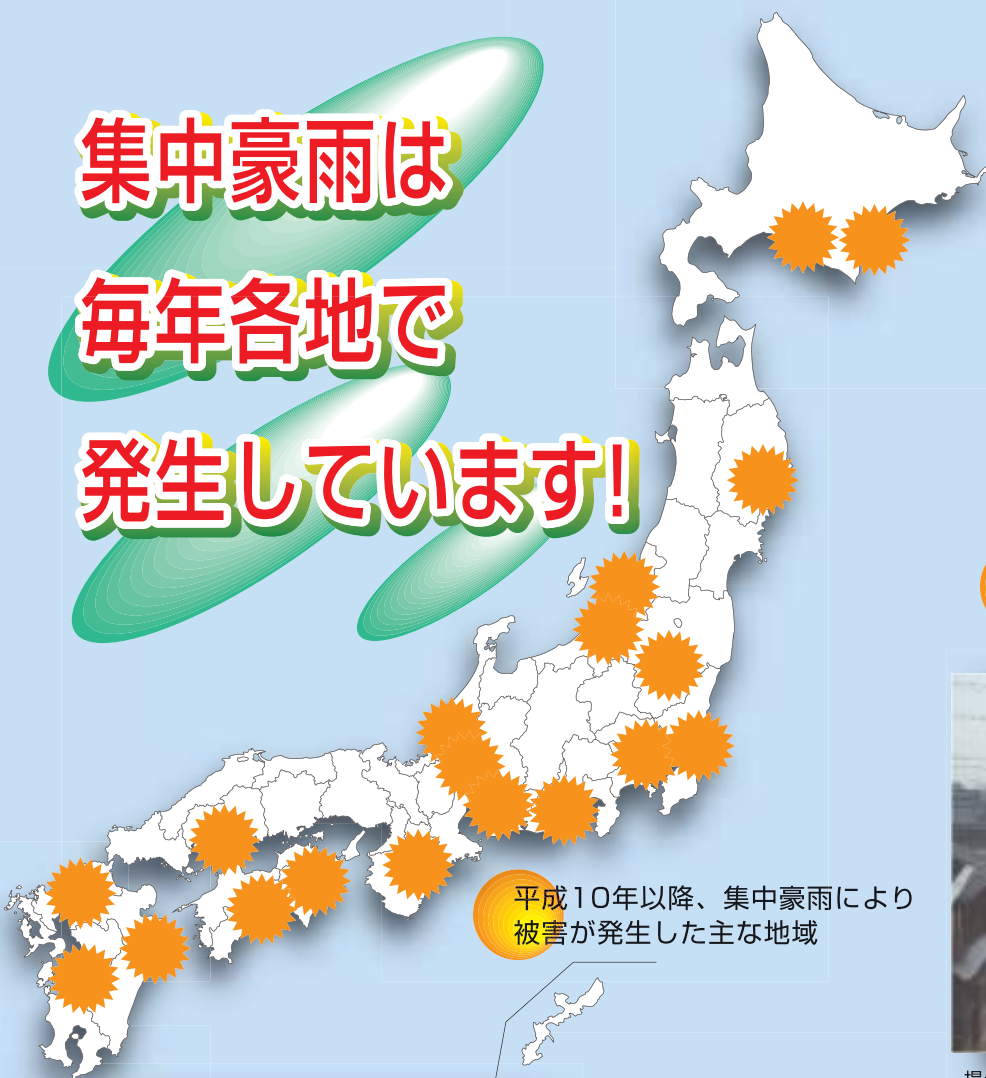 集中豪雨は
毎年各地で
発生しています!
平成10年以降、集中豪雨により
被害が発生した主な地域